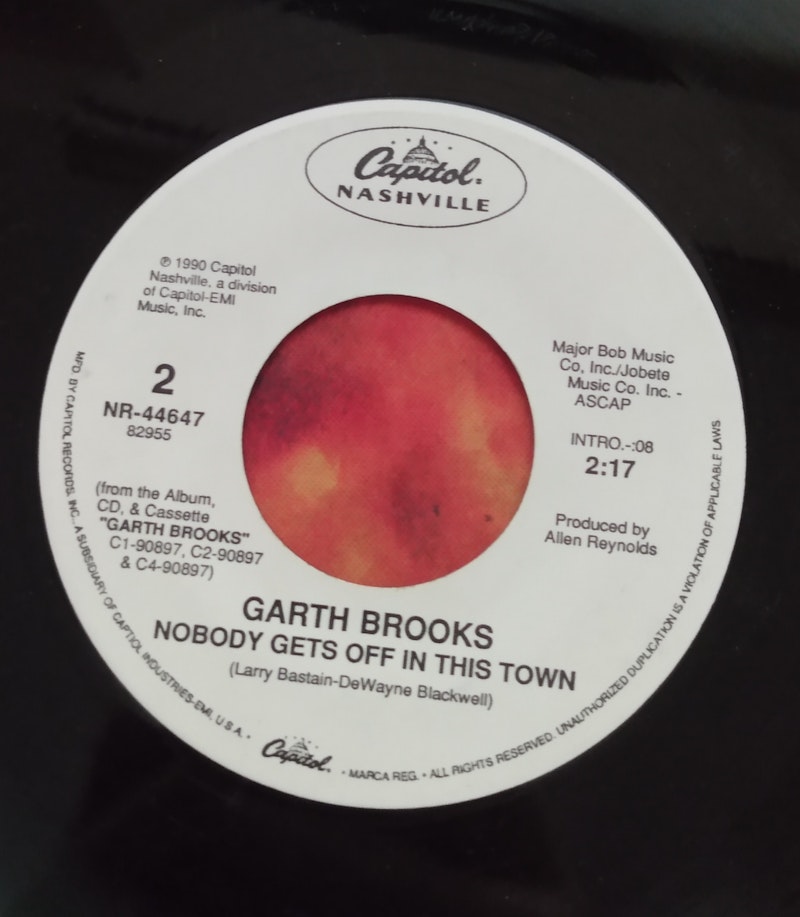 Capitol.
NASHVILLE
℗ 1990 Capitol
Nashville, a division
of Capitol-EMI
Music, Inc.
2
NR-44647
82955
(from the Album,
CD, & Cassette
"GARTH BROOKS"
C1-90897, C2-90897
& C4-90897)
Major Bob Music
Co, Inc./Jobete
Music Co. Inc. -
ASCAP
INTRO.-:08
2:17
Produced by
Allen Reynolds
GARTH BROOKS
NOBODY GETS OFF IN THIS TOWN
(Larry Bastain-DeWayne Blackwell)
MFD. BY CAPITOL RECORDS, INC., A SUBSIDIARY OF CAPTIOL INDUSTRIES-EMI, U.S.A. • Capitol. • MARCA REG. • ALL RIGHTS RESERVED. UNAUTHORIZED DUPLICATION IS A VIOLATION OF APPLICABLE LAWS